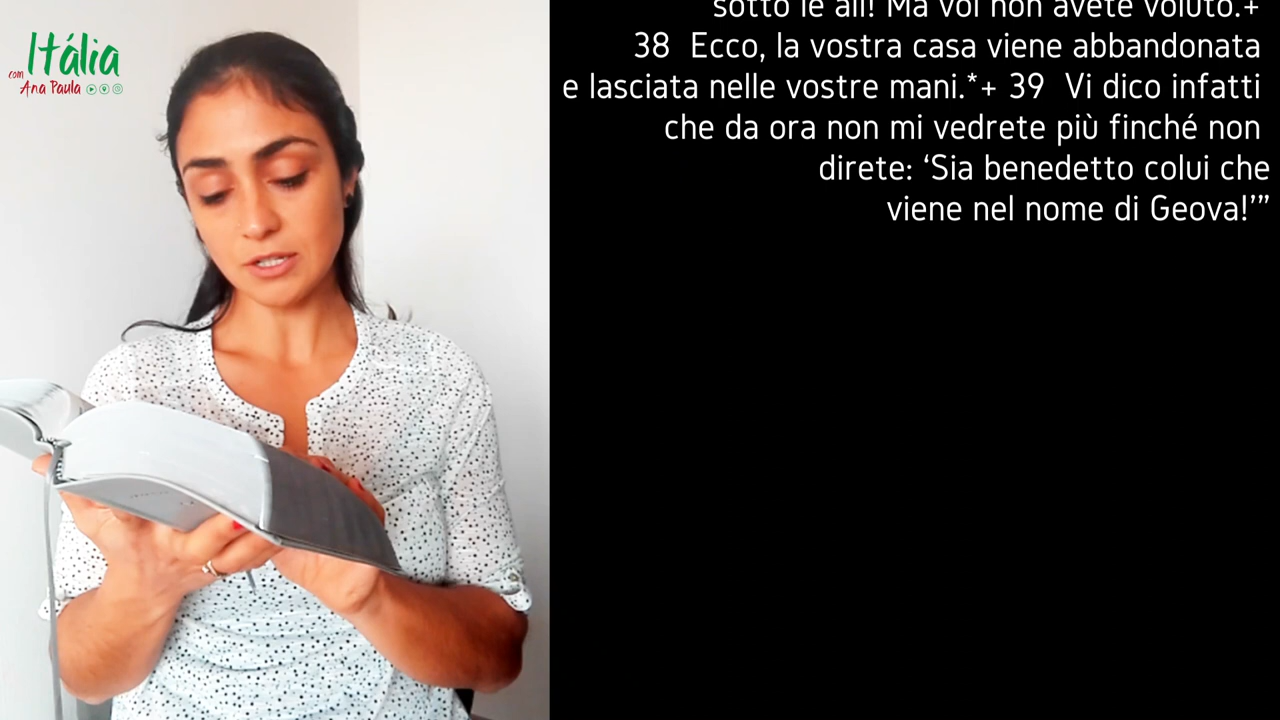 Itália
com
Ana Paula
sotto le ali! Ma voi non avete voluto.+
38 Ecco, la vostra casa viene abbandonata
e lasciata nelle vostre mani.*+ 39 Vi dico infatti
che da ora non mi vedrete più finché non
direte: ‘Sia benedetto colui che
viene nel nome di Geova!’”